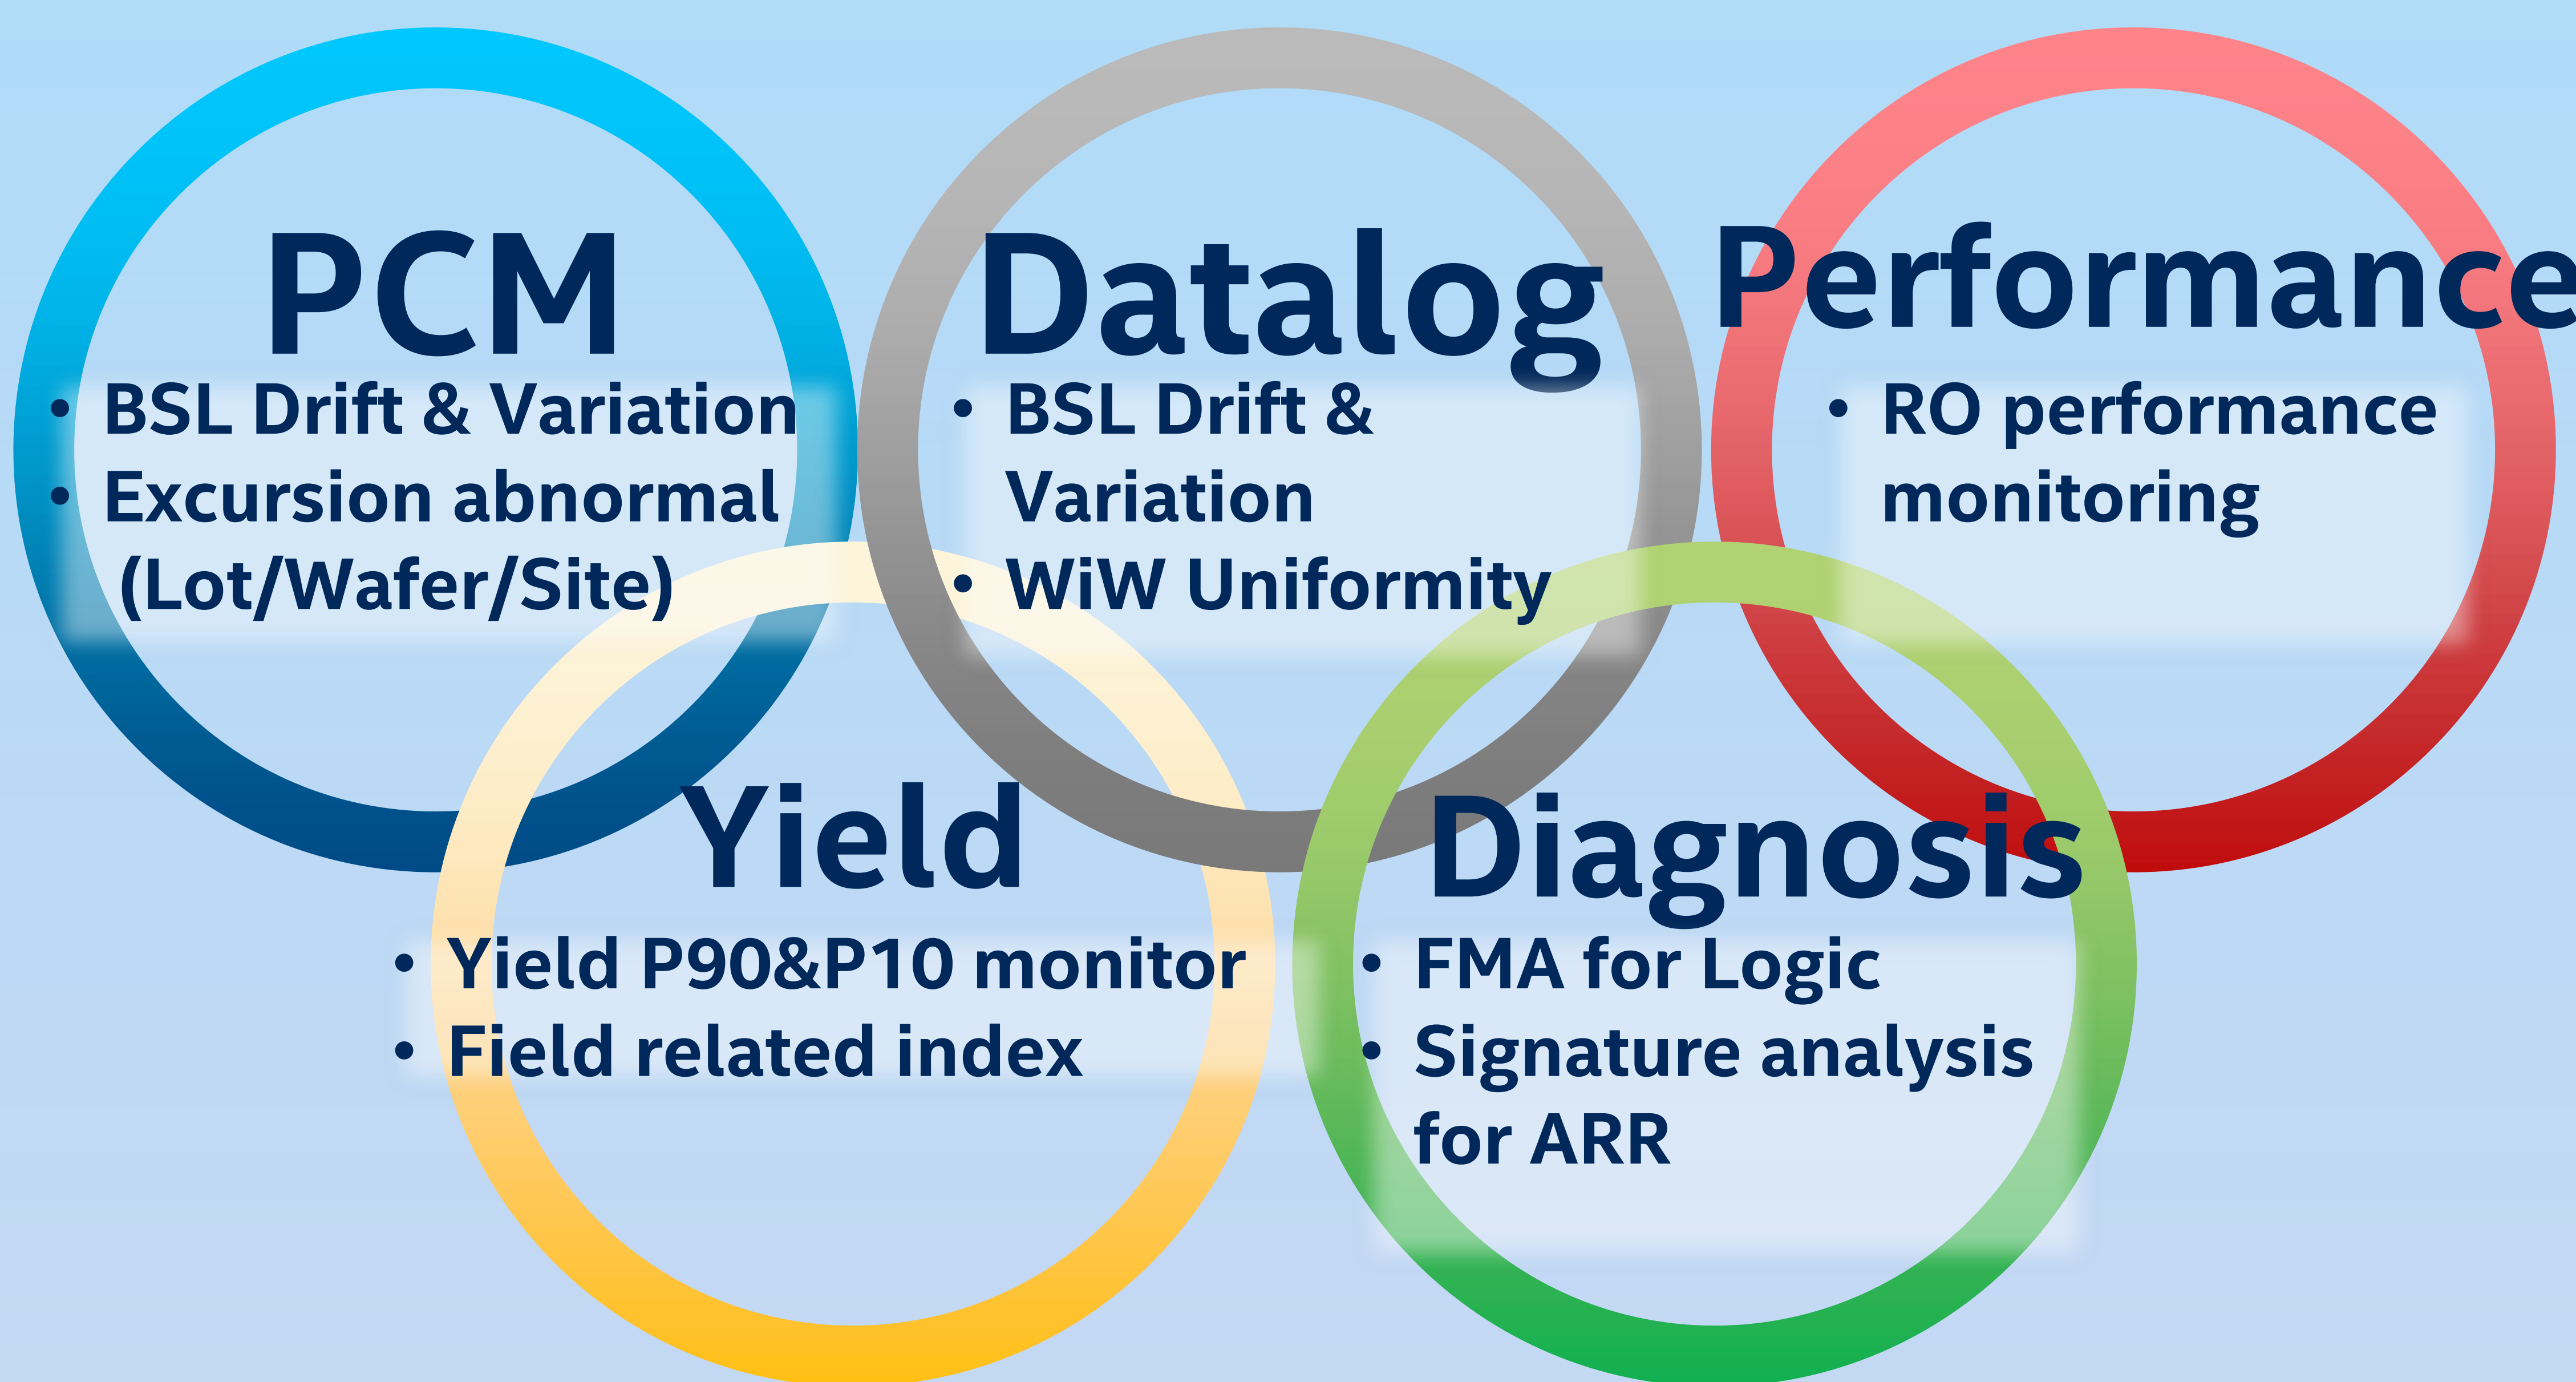 PCM
• BSL Drift & Variation
• Excursion abnormal
(Lot/Wafer/Site)
Datalog
• BSL Drift &
Variation
• WiW Uniformity
Performance
• RO performance
monitoring
Yield
• Yield P90&P10 monitor
• Field related index
Diagnosis
• FMA for Logic
• Signature analysis
for ARR